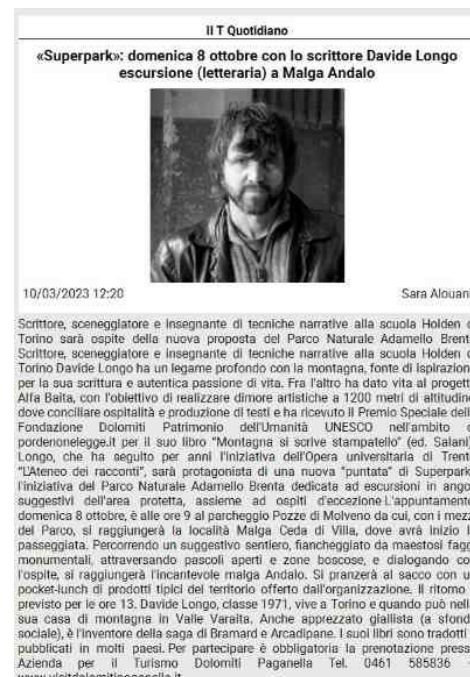 Il T Quotidiano
«Superpark»: domenica 8 ottobre con lo scrittore Davide Longo
escursione (letteraria) a Malga Andalo
10/03/2023 12:20
Sara Alouan
Scrittore, sceneggiatore e insegnante di tecniche narrative alla scuola Holden
Torino sarà ospite della nuova proposta del Parco Naturale Adamello Brent
Scrittore, sceneggiatore e insegnante di tecniche narrative alla scuola Holden
Torino Davide Longo ha un legame profondo con la montagna, fonte di ispirazion
per la sua scrittura e autentica passione di vita. Fra l'altro ha dato vita al progett
Alfa Baita, con l'obiettivo di realizzare dimore artistiche a 1200 metri di altitudine
dove conciliare ospitalità e produzione di testi e ha ricevuto il Premio Speciale dell
Fondazione Dolomiti Patrimonio dell'Umanità UNESCO nell'ambito
pordenonelegge.it per il suo libro "Montagna si scrive stampatello" (ed. Salani)
Longo, che ha seguito per anni l'iniziativa dell'Opera universitaria di Trent
"L'Ateneo dei racconti", sarà protagonista di una nuova "puntata" di Superpark
l'iniziativa del Parco Naturale Adamello Brenta dedicata ad escursioni in ango
suggestivi dell'area protetta, assieme ad ospiti d'eccezione L'appuntament
domenica 8 ottobre, è alle ore 9 al parcheggio Pozze di Molveno da cui, con i mezz
del Parco, si raggiungerà la località Malga Ceda di Villa, dove avrà inizio l
passeggiata. Percorrendo un suggestivo sentiero, fiancheggiato da maestosi fagg
monumentali, attraversando pascoli aperti e zone boscose, e dialogando co
l'ospite, si raggiungerà l'incantevole malga Andalo. Si pranzerà al sacco con u
pocket-lunch di prodotti tipici del territorio offerto dall'organizzazione. Il ritorno
previsto per le ore 13. Davide Longo, classe 1971, vive a Torino e quando può nell
sua casa di montagna in Valle Varaita. Anche apprezzato giallista (a sfond
sociale), è l'inventore della saga di Bramard e Arcadipane. I suoi libri sono tradotti
pubblicati in molti paesi. Per partecipare è obbligatoria la prenotazione press
Azienda per il Turismo Dolomiti Paganella Tel. 0461 585836
www.visitdolomitipaganella.it